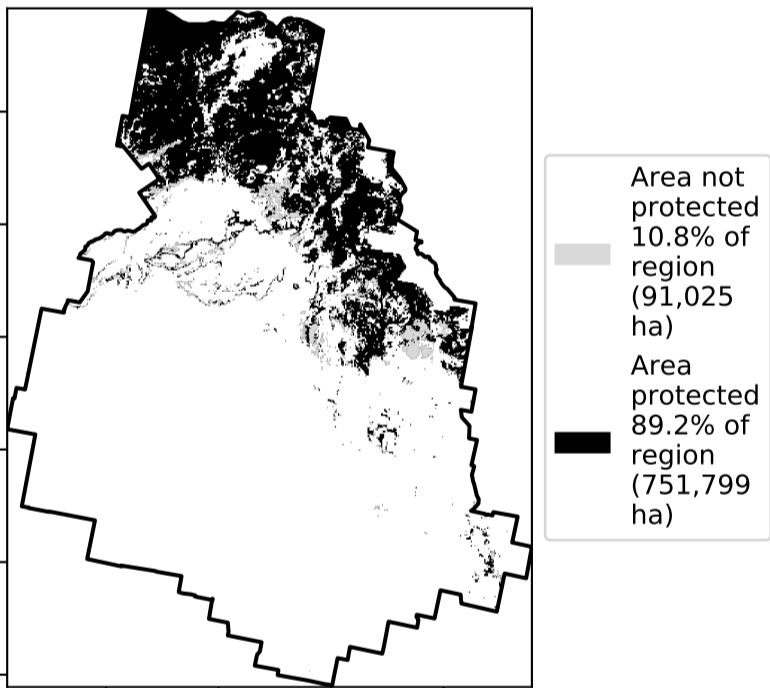 Area not
protected
10.8% of
region
(91,025
ha)
Area
protected
89.2% of
region
(751,799
ha)